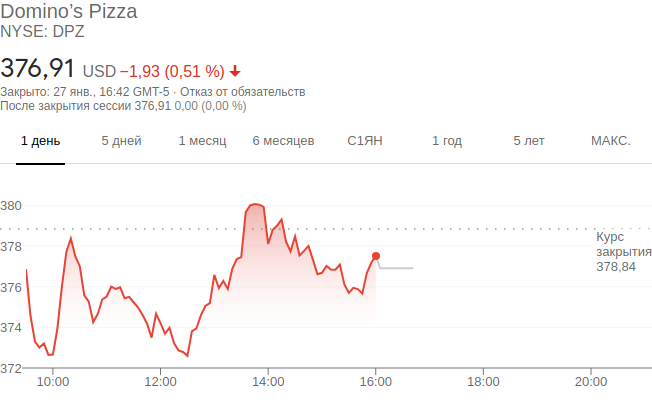 Domino’s Pizza
NYSE: DPZ
376,91 USD −1,93 (0,51 %)
Закрыто: 27 янв., 16:42 GMT-5 · Отказ от обязательств
После закрытия сессии 376,91 0,00 (0,00 %)
1 день 5 дней 1 месяц 6 месяцев С1ЯН 1 год 5 лет МАКС.
380
378
376
374
372
Курс
закрытия
378,84
10:00 12:00 14:00 16:00 18:00 20:00